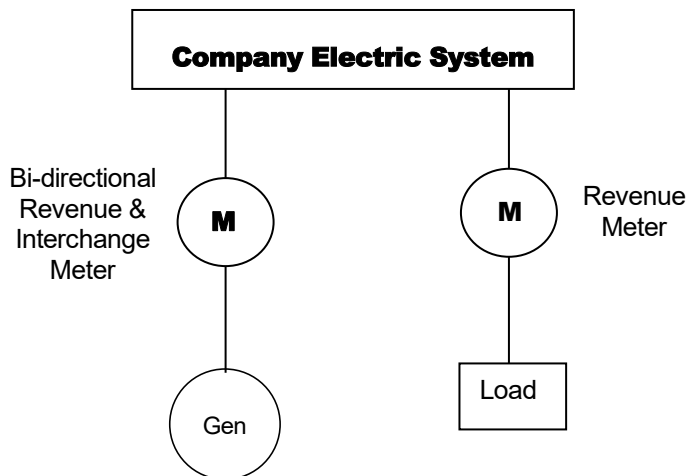 Company Electric System
Bi-directional
Revenue &
Interchange
Meter
M
M
Revenue
Meter
Gen
Load